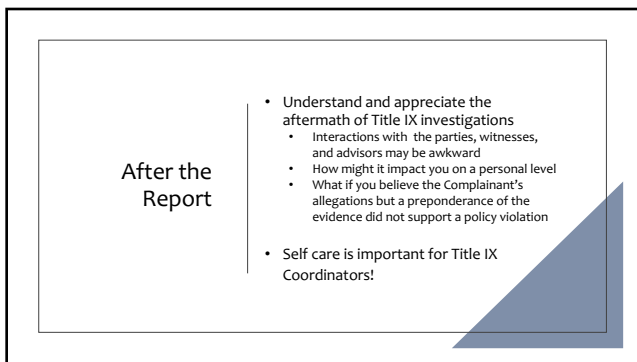 After the
Report
• Understand and appreciate the
aftermath of Title IX investigations
• Interactions with the parties, witnesses,
and advisors may be awkward
• How might it impact you on a personal level
• What if you believe the Complainant's
allegations but a preponderance of the
evidence did not support a policy violation
• Self care is important for Title IX
Coordinators!